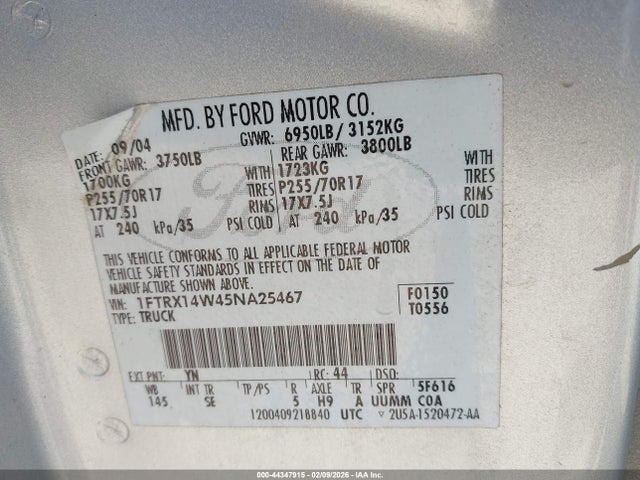 MFD. BY FORD MOTOR CO.
DATE: 09/04 GVWR: 6950LB/ 3152KG
FRONT GAWR: 3750LB REAR GAWR: 3800LB
1700KG WITH 1723KG WITH
P255/70R17 TIRES P255/70R17 TIRES
17X7.5J RIMS 17X7.5J RIMS
AT 240 kPa/35 PSI COLD AT 240 kPa/35 PSI COLD
Ford
THIS VEHICLE CONFORMS TO ALL APPLICABLE FEDERAL MOTOR
VEHICLE SAFETY STANDARDS IN EFFECT ON THE DATE OF
MANUFACTURE SHOWN ABOVE.
VIN: 1FTRX14W45NA25467 F0150
TYPE: TRUCK T0556
EXT PNT: YN RC: 44 DSO:
WB INT TR TP/PS R AXLE TR SPR 5F616
145 SE 5 H9 A UUMM COA
1200409218840 UTC ▽ 2U5A-1520472-AA
000-44347915 - 02/09/2026 - IAA Inc.